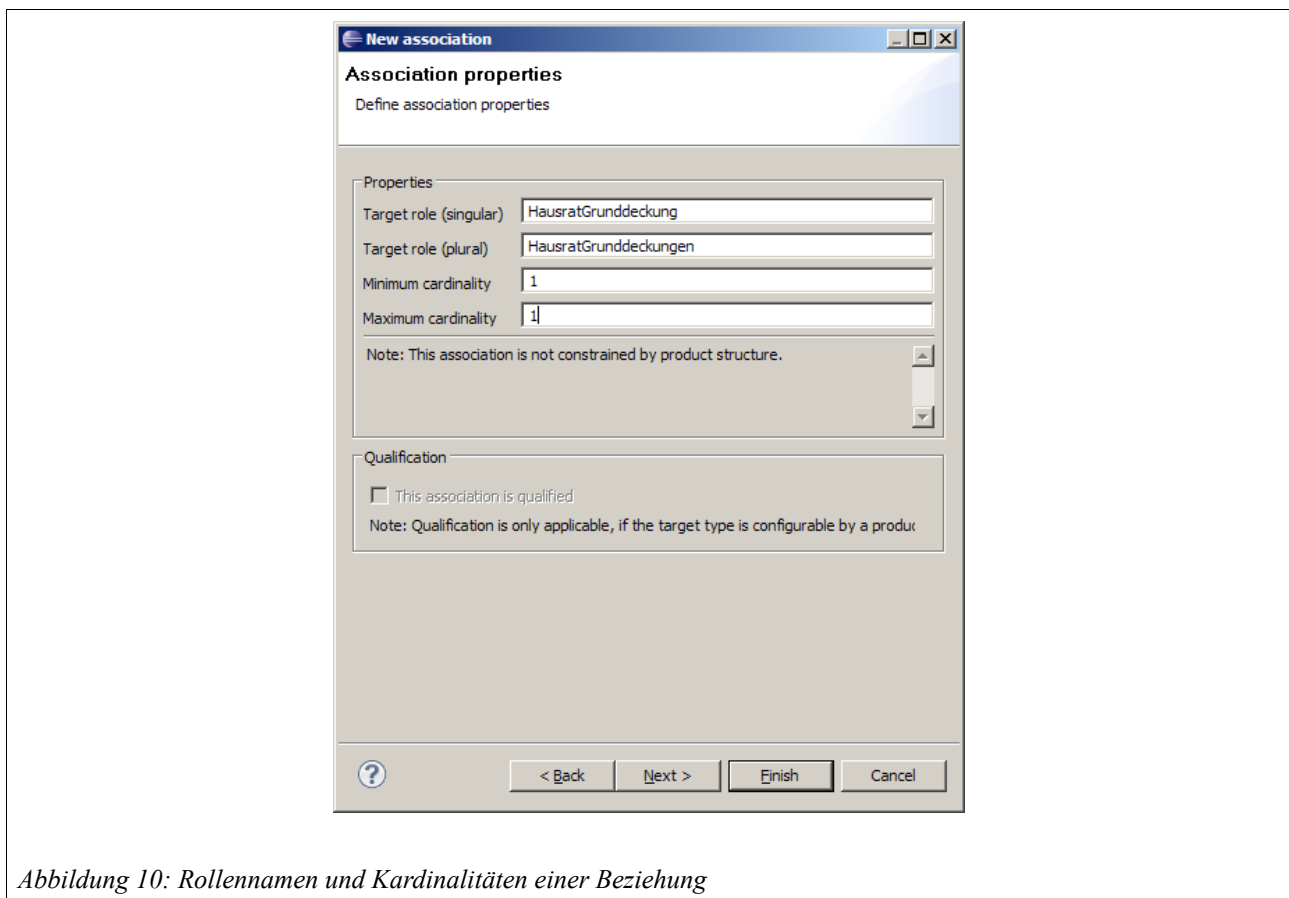 New association
Association properties
Define association properties
Properties
Target role (singular) HausratGrunddeckung
Target role (plural) HausratGrunddeckungen
Minimum cardinality 1
Maximum cardinality 1
Note: This association is not constrained by product structure.
Qualification
This association is qualified
Note: Qualification is only applicable, if the target type is configurable by a produc
? < Back Next > Finish Cancel
Abbildung 10: Rollennamen und Kardinalitäten einer Beziehung